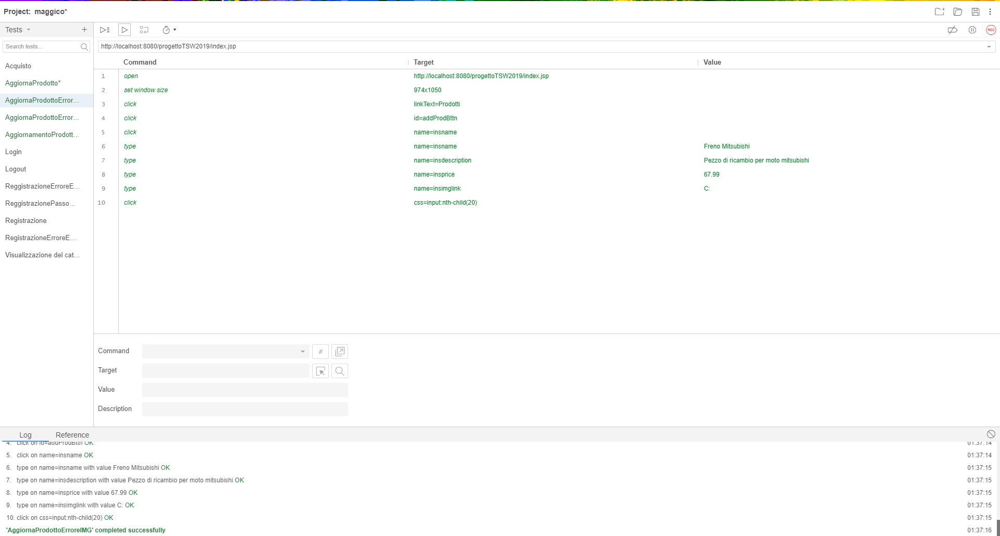 Project: maggico*
Tests
+
Search tests...
http://localhost:8080/progettoTSW2019/index.jsp
REC
Acquisto
AggiornaProdotto*
AggiornaProdottoError...
AggiornaProdottoError...
AggiornamentoProdott...
Login
Logout
ReggistrazioneErroreE...
ReggistrazionePasso...
Registrazione
RegistrazioneErroreE...
Visualizzazione del cat...
Command Target Value
1 open http://localhost:8080/progettoTSW2019/index.jsp
2 set window size 974x1050
3 click linkText=Prodotti
4 click id=addProdBttn
5 click name=insname
6 type name=insname Freno Mitsubishi
7 type name=insdescription Pezzo di ricambio per moto mitsubishi
8 type name=insprice 67.99
9 type name=insimglink C:
10 click css=input:nth-child(20)
Command //
Target
Value
Description
Log Reference
4. click on id=addProdBttn OK 01:37:14
5. click on name=insname OK 01:37:14
6. type on name=insname with value Freno Mitsubishi OK 01:37:15
7. type on name=insdescription with value Pezzo di ricambio per moto mitsubishi OK 01:37:15
8. type on name=insprice with value 67.99 OK 01:37:15
9. type on name=insimglink with value C: OK 01:37:15
10. click on css=input:nth-child(20) OK 01:37:15
'AggiornaProdottoErroreIMG' completed successfully 01:37:16